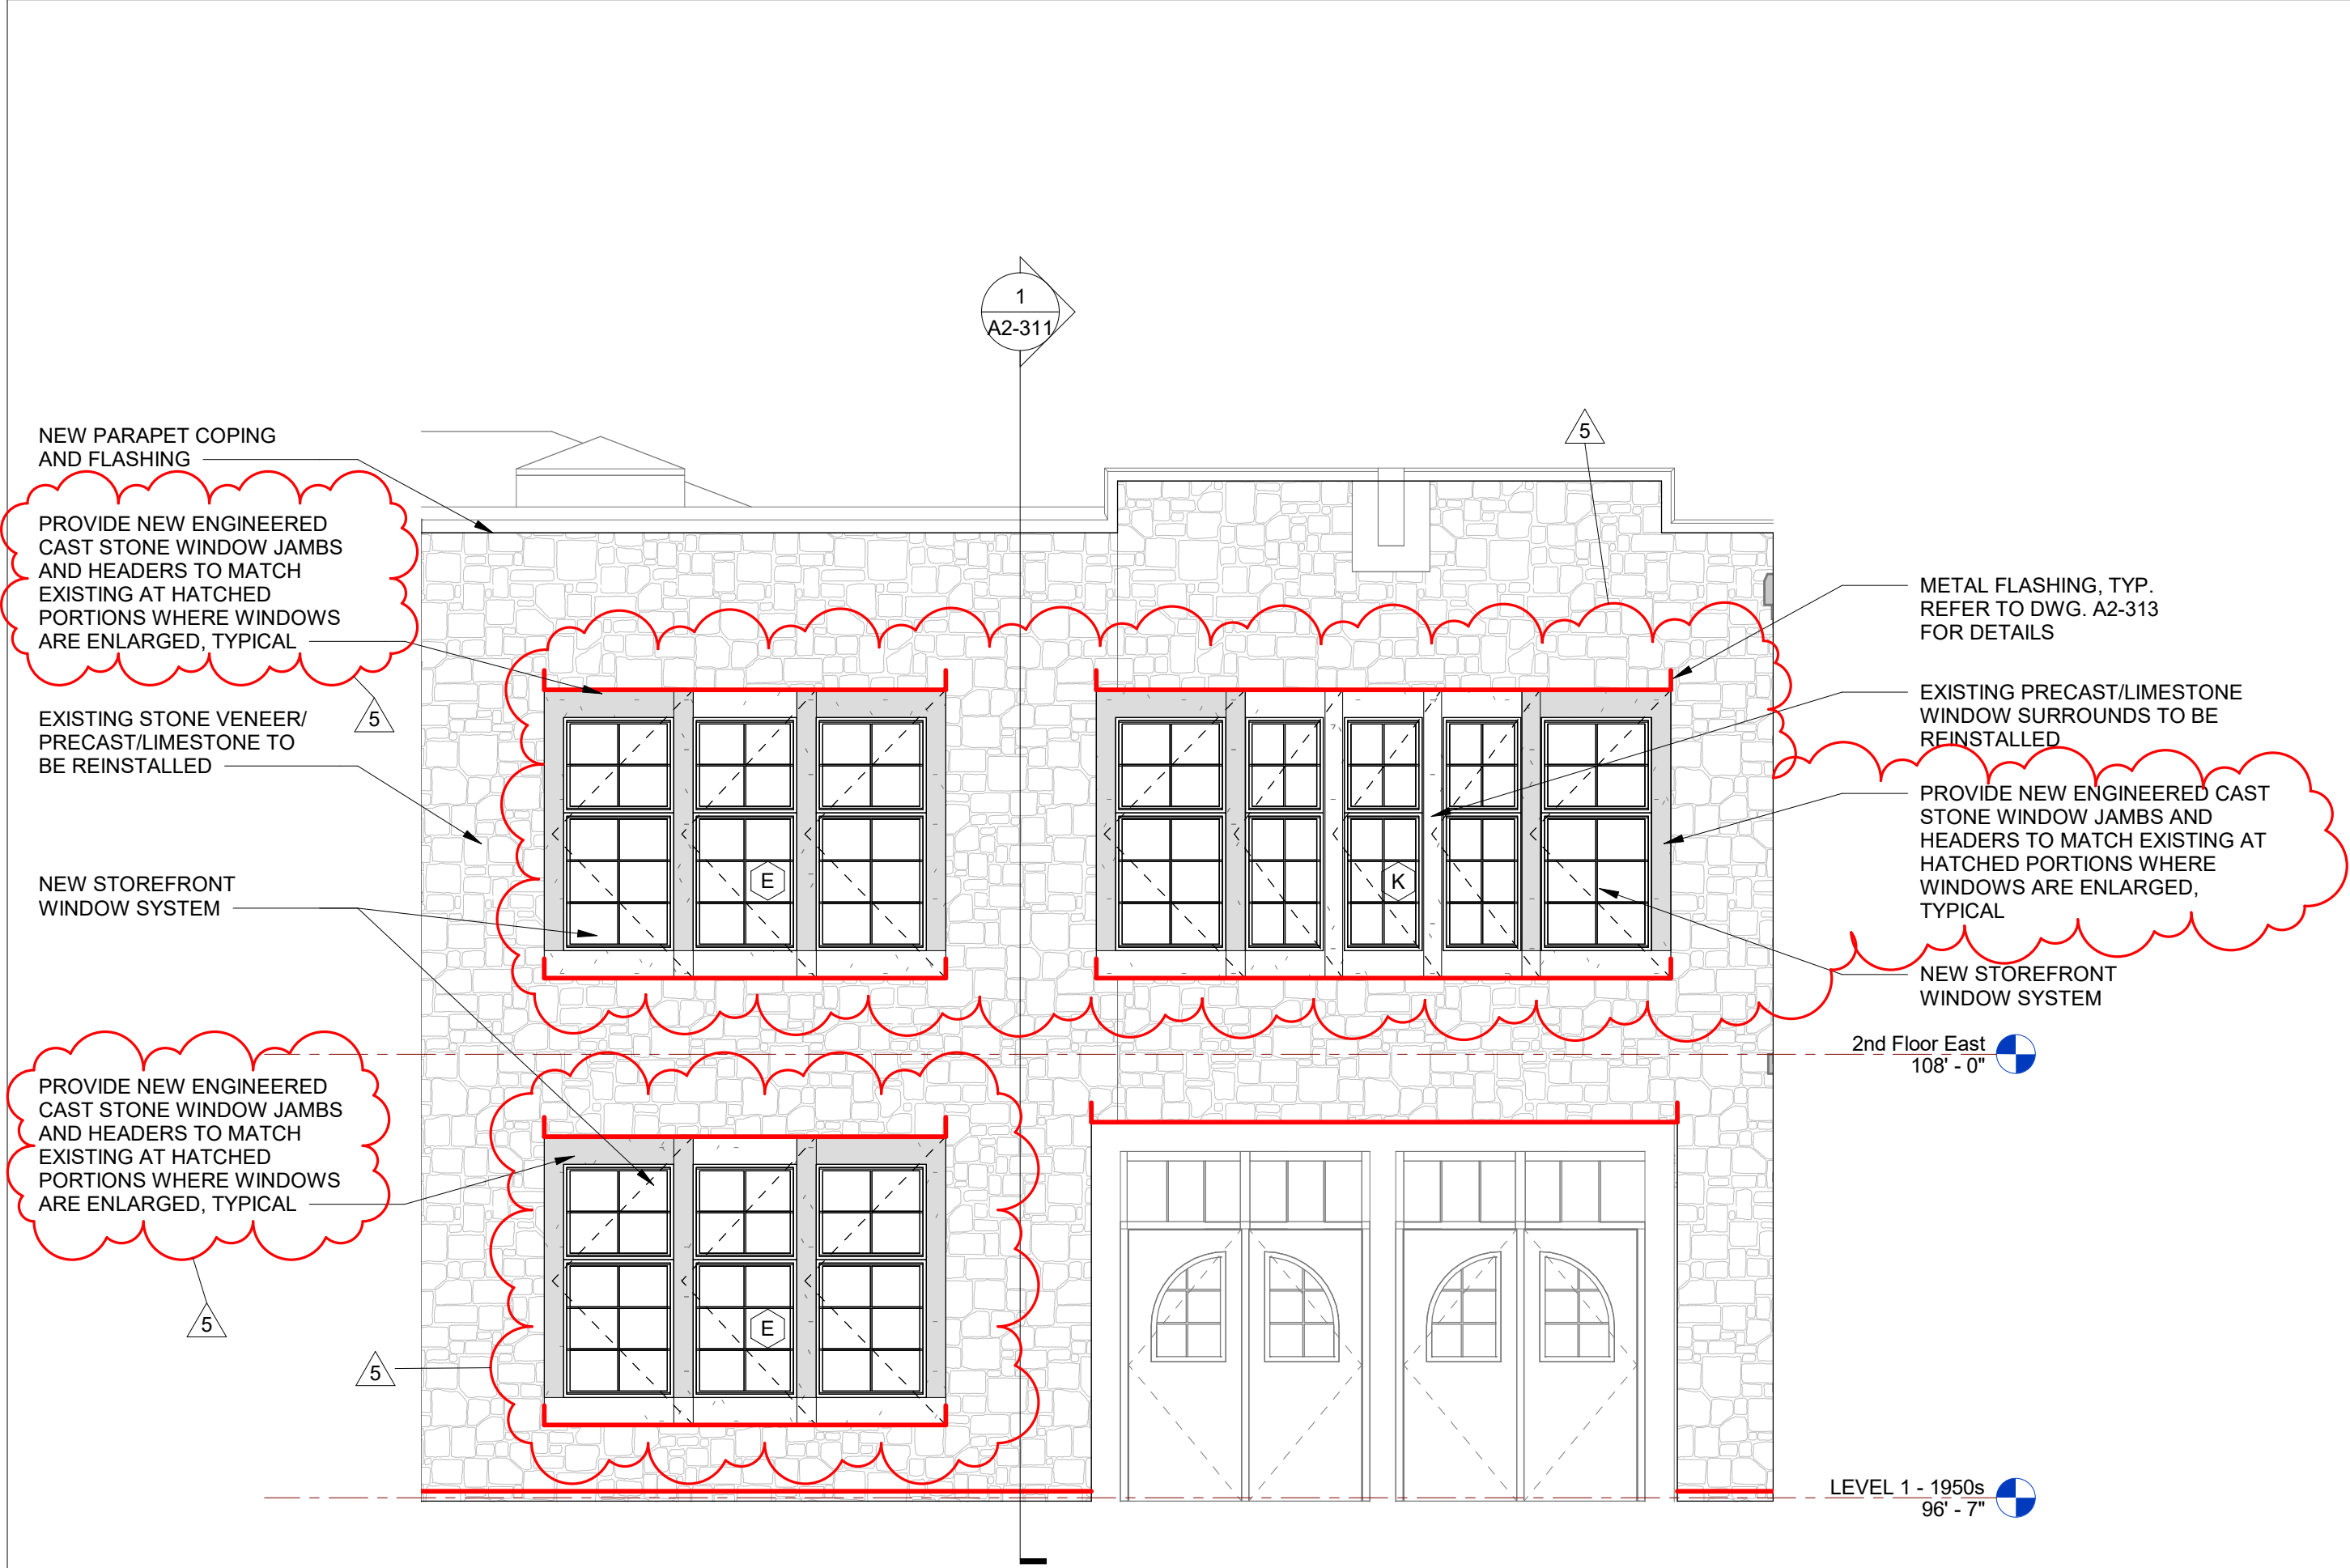 1
A2-311
5
NEW PARAPET COPING
AND FLASHING
PROVIDE NEW ENGINEERED
CAST STONE WINDOW JAMBS
AND HEADERS TO MATCH
EXISTING AT HATCHED
PORTIONS WHERE WINDOWS
ARE ENLARGED, TYPICAL
5
EXISTING STONE VENEER/
PRECAST/LIMESTONE TO
BE REINSTALLED
NEW STOREFRONT
WINDOW SYSTEM
PROVIDE NEW ENGINEERED
CAST STONE WINDOW JAMBS
AND HEADERS TO MATCH
EXISTING AT HATCHED
PORTIONS WHERE WINDOWS
ARE ENLARGED, TYPICAL
5
5
E
K
E
METAL FLASHING, TYP.
REFER TO DWG. A2-313
FOR DETAILS
EXISTING PRECAST/LIMESTONE
WINDOW SURROUNDS TO BE
REINSTALLED
PROVIDE NEW ENGINEERED CAST
STONE WINDOW JAMBS AND
HEADERS TO MATCH EXISTING AT
HATCHED PORTIONS WHERE
WINDOWS ARE ENLARGED,
TYPICAL
NEW STOREFRONT
WINDOW SYSTEM
2nd Floor East
108' - 0"
LEVEL 1 - 1950s
96' - 7"